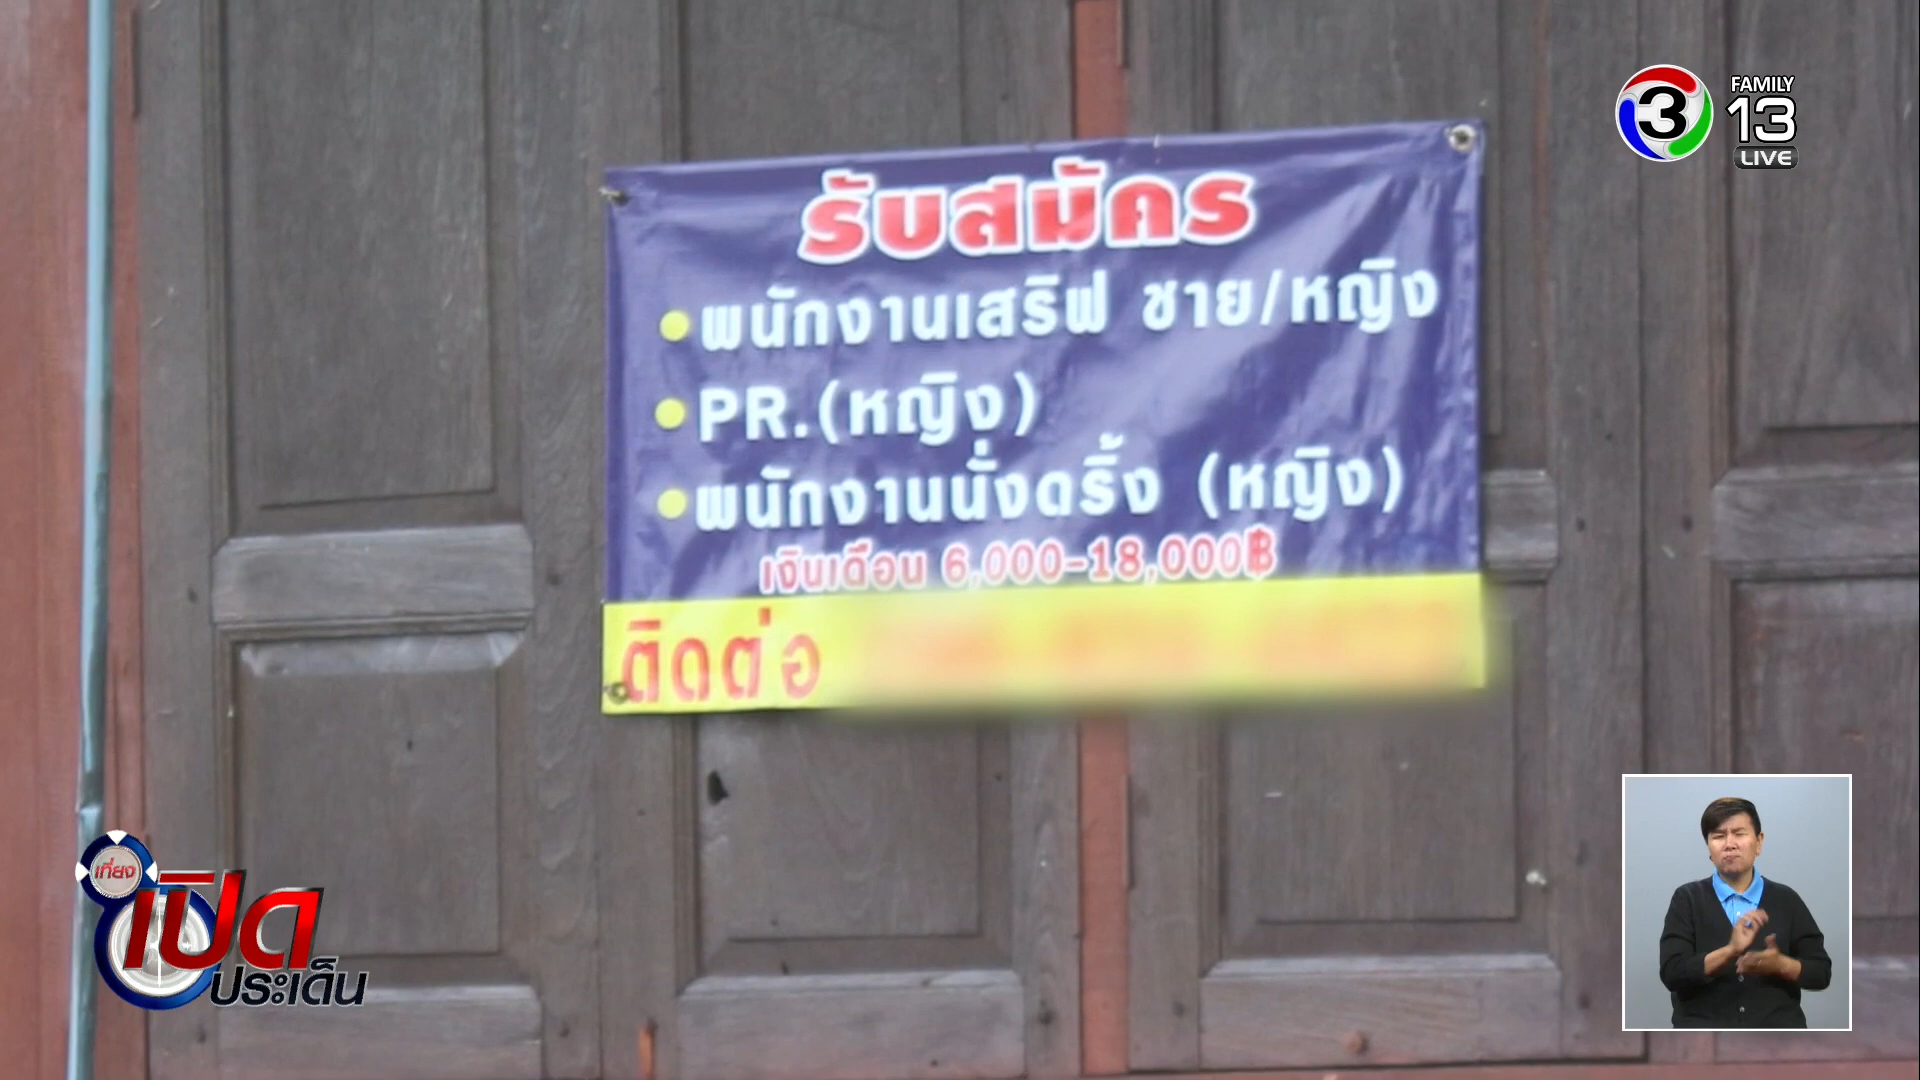 3 FAMILY
13
LIVE
รับสมัคร
พนักงานเสริฟ ชาย/หญิง
PR.(หญิง)
พนักงานนั่งดริ้ง (หญิง)
เงินเดือน 6,000-18,000฿
ติดต่อ
เที่ยง
เปิด
ประเด็น